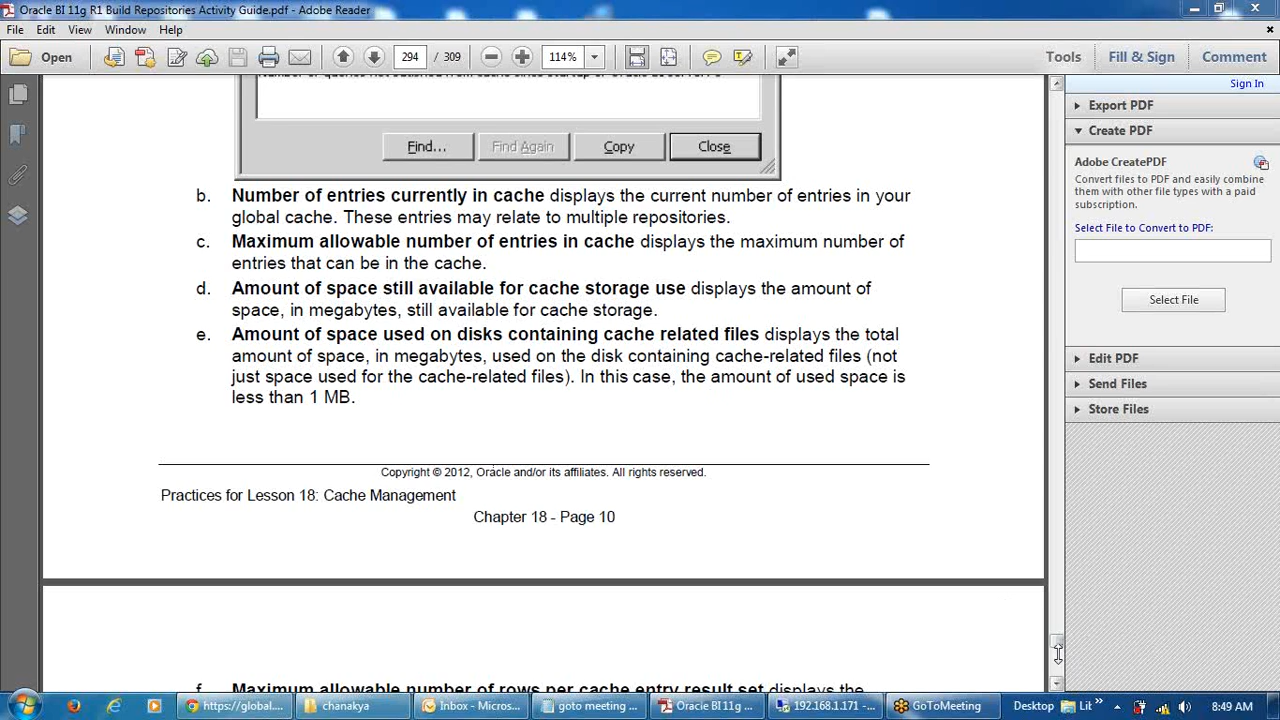 Oracle BI 11g R1 Build Repositories Activity Guide.pdf - Adobe Reader
File Edit View Window Help
Open 294 / 309 114% Tools Fill & Sign Comment
Sign In
Export PDF
Create PDF
Adobe CreatePDF
Convert files to PDF and easily combine
them with other file types with a paid
subscription.
Select File to Convert to PDF:
Select File
Edit PDF
Send Files
Store Files
Find... Find Again Copy Close
b. Number of entries currently in cache displays the current number of entries in your
global cache. These entries may relate to multiple repositories.
c. Maximum allowable number of entries in cache displays the maximum number of
entries that can be in the cache.
d. Amount of space still available for cache storage use displays the amount of
space, in megabytes, still available for cache storage.
e. Amount of space used on disks containing cache related files displays the total
amount of space, in megabytes, used on the disk containing cache-related files (not
just space used for the cache-related files). In this case, the amount of used space is
less than 1 MB.
Copyright © 2012, Oracle and/or its affiliates. All rights reserved.
Practices for Lesson 18: Cache Management
Chapter 18 - Page 10
f. Maximum allowable number of rows per cache entry result set displays the
https://global.... chanakya Inbox - Micros... goto meeting ... Oracle BI 11g ... 192.168.1.171 -... GoToMeeting Desktop Lit » 8:49 AM